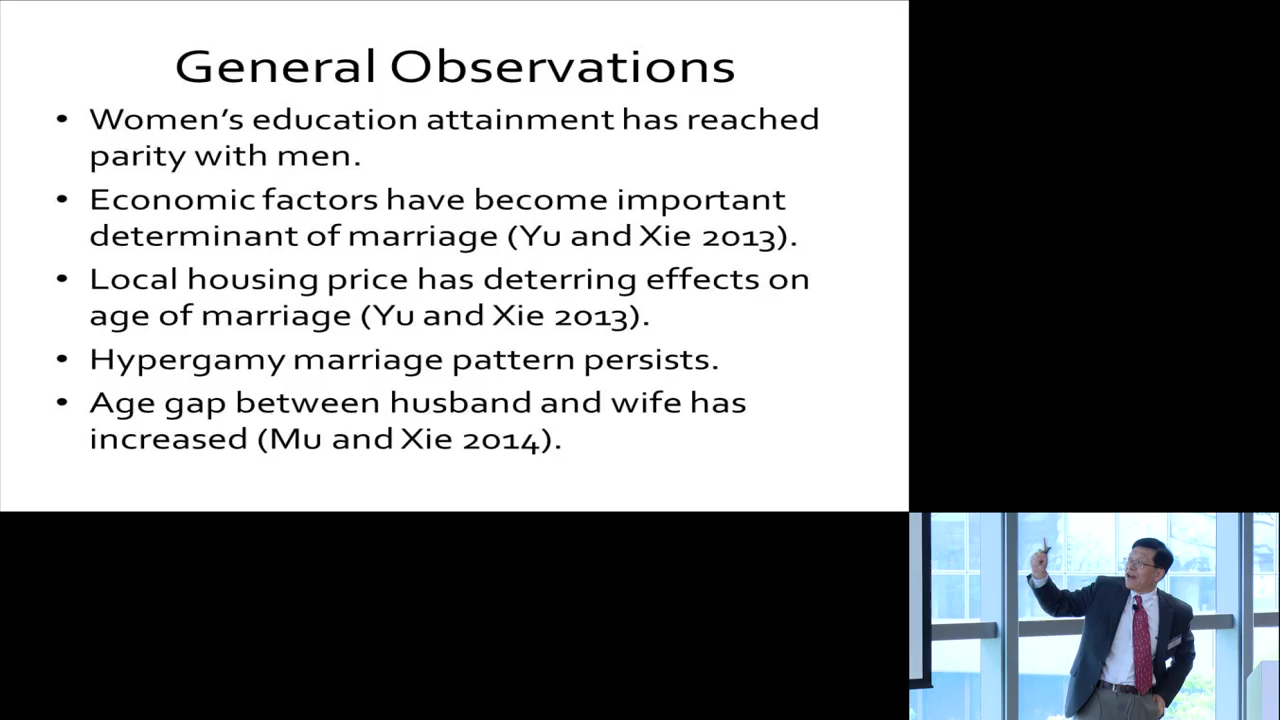 General Observations
• Women's education attainment has reached
parity with men.
• Economic factors have become important
determinant of marriage (Yu and Xie 2013).
• Local housing price has deterring effects on
age of marriage (Yu and Xie 2013).
• Hypergamy marriage pattern persists.
• Age gap between husband and wife has
increased (Mu and Xie 2014).